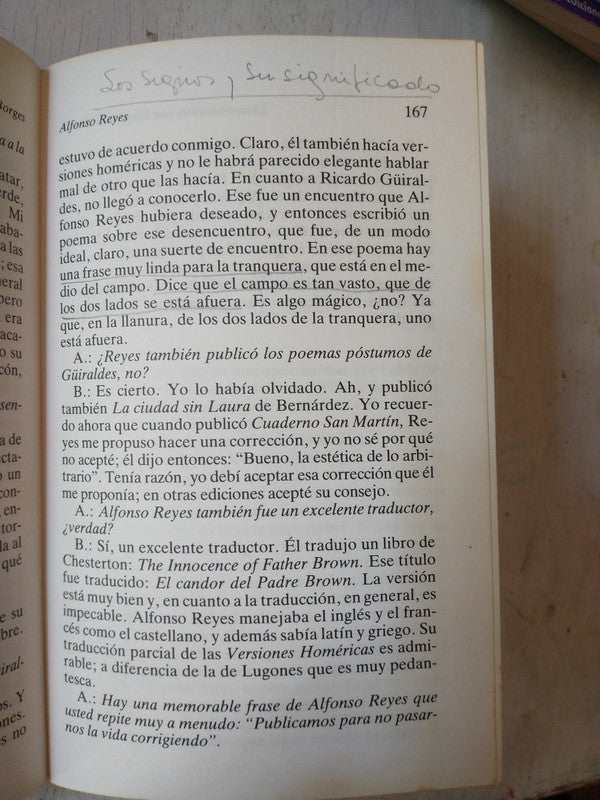 Los signos y su significado
Alfonso Reyes 167
estuvo de acuerdo conmigo. Claro, él también hacía ver-
siones homéricas y no le habrá parecido elegante hablar
mal de otro que las hacía. En cuanto a Ricardo Güiral-
des, no llegó a conocerlo. Ese fue un encuentro que Al-
fonso Reyes hubiera deseado, y entonces escribió un
poema sobre ese desencuentro, que fue, de un modo
ideal, claro, una suerte de encuentro. En ese poema hay
una frase muy linda para la tranquera, que está en el me-
dio del campo. Dice que el campo es tan vasto, que de
los dos lados se está afuera. Es algo mágico, ¿no? Ya
que, en la llanura, de los dos lados de la tranquera, uno
está afuera.
A.: ¿Reyes también publicó los poemas póstumos de
Güiraldes, no?
B.: Es cierto. Yo lo había olvidado. Ah, y publicó
también La ciudad sin Laura de Bernárdez. Yo recuer-
do ahora que cuando publicó Cuaderno San Martín, Re-
yes me propuso hacer una corrección, y yo no sé por qué
no acepté; él dijo entonces: “Bueno, la estética de lo arbi-
trario”. Tenía razón, yo debí aceptar esa corrección que él
me proponía; en otras ediciones acepté su consejo.
A.: Alfonso Reyes también fue un excelente traductor,
¿verdad?
B.: Sí, un excelente traductor. Él tradujo un libro de
Chesterton: The Innocence of Father Brown. Ese título
fue traducido: El candor del Padre Brown. La versión
está muy bien y, en cuanto a la traducción, en general, es
impecable. Alfonso Reyes manejaba el inglés y el fran-
cés como el castellano, y además sabía latín y griego. Su
traducción parcial de las Versiones Homéricas es admi-
rable; a diferencia de la de Lugones que es muy pedan-
tesca.
A.: Hay una memorable frase de Alfonso Reyes que
usted repite muy a menudo: “Publicamos para no pasar-
nos la vida corrigiendo”.